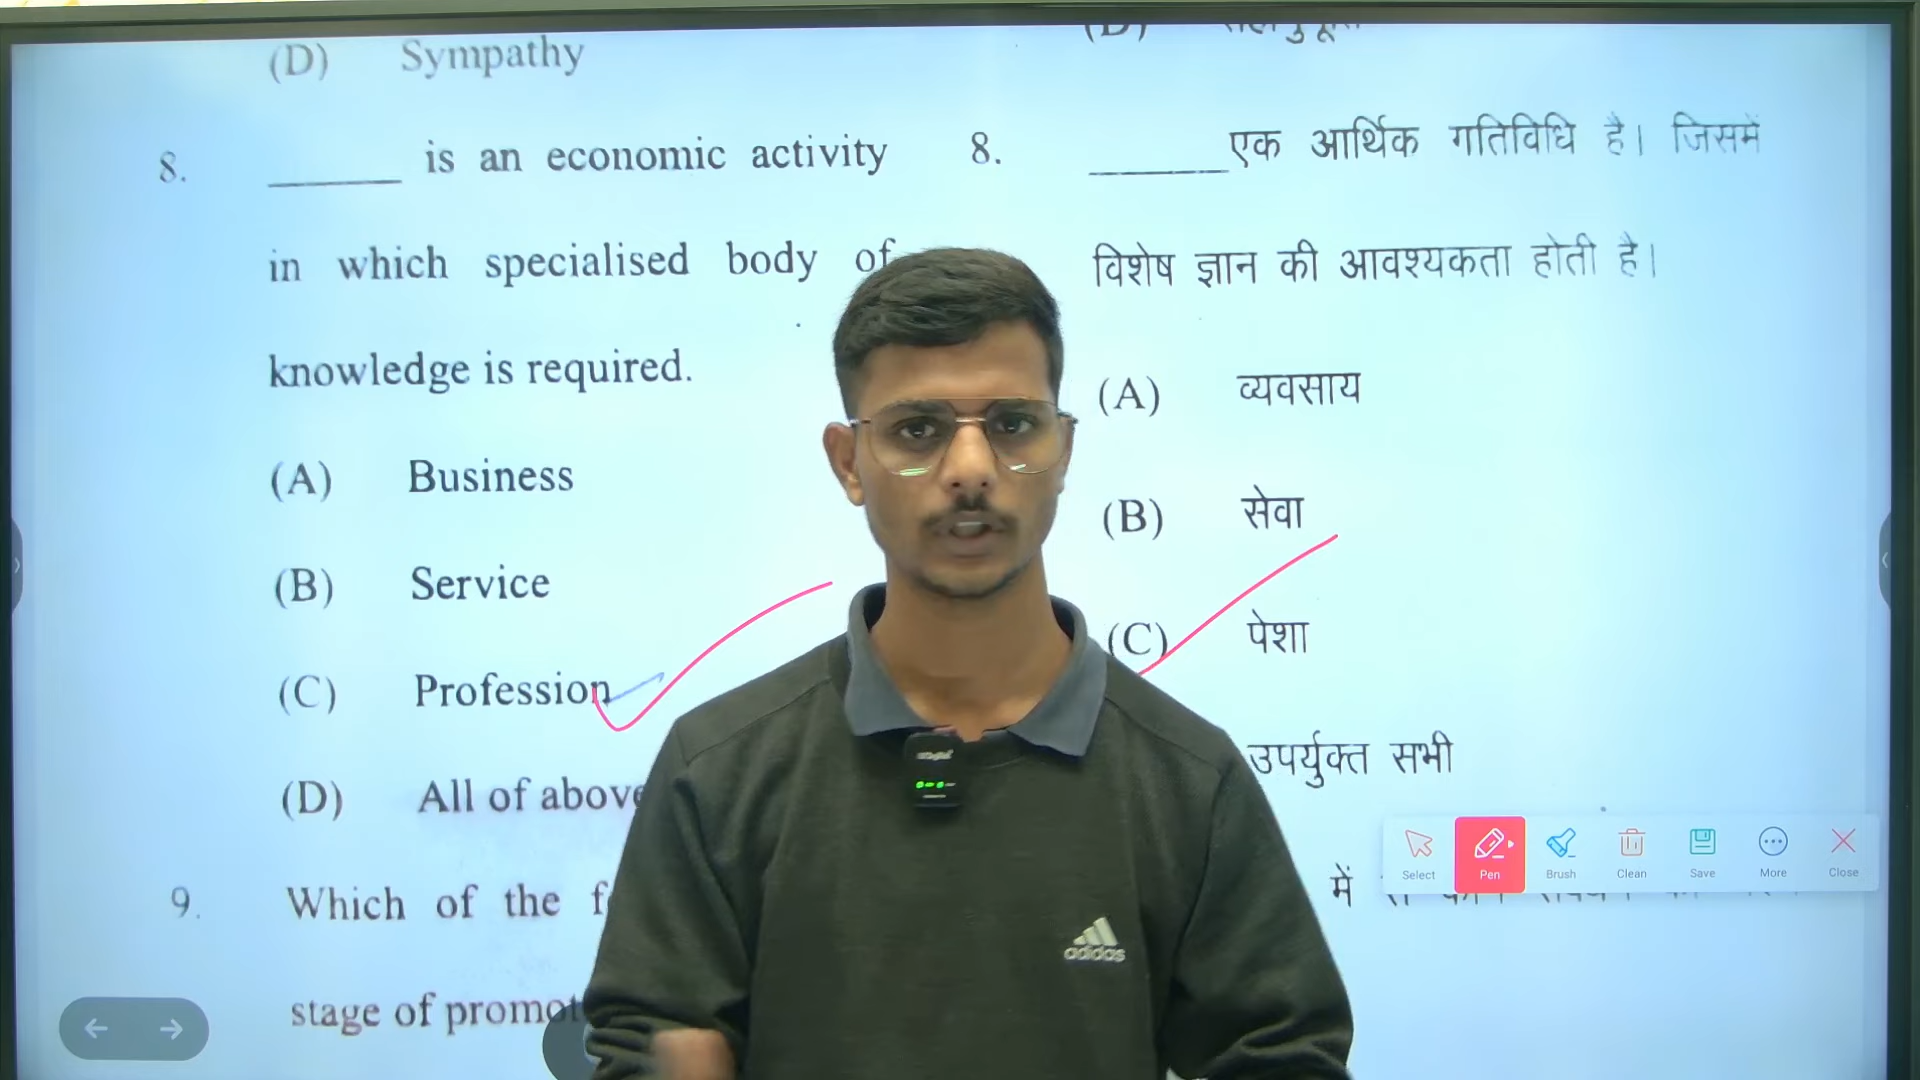 (D) Sympathy
8. ______ is an economic activity
in which specialised body of
knowledge is required.
(A) Business
(B) Service
(C) Profession
(D) All of above
9. Which of the
stage of
(D)
8. ______ एक आर्थिक गतिविधि है। जिसमें
विशेष ज्ञान की आवश्यकता होती है।
(A) व्यवसाय
(B) सेवा
(C) पेशा
उपर्युक्त सभी
में
Select Pen Brush Clean Save More Close
adidas